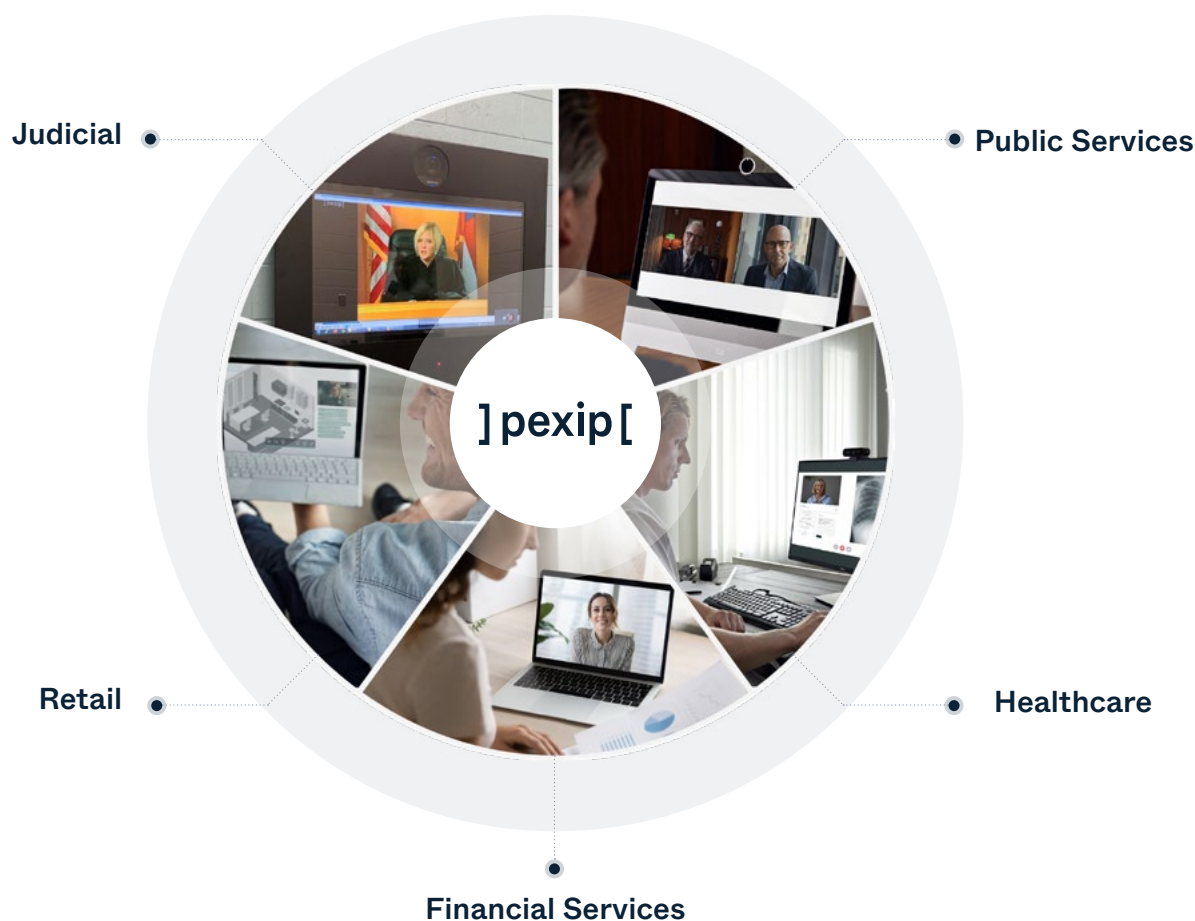 Judicial
Public Services
]pexip[
Retail
Healthcare
Financial Services